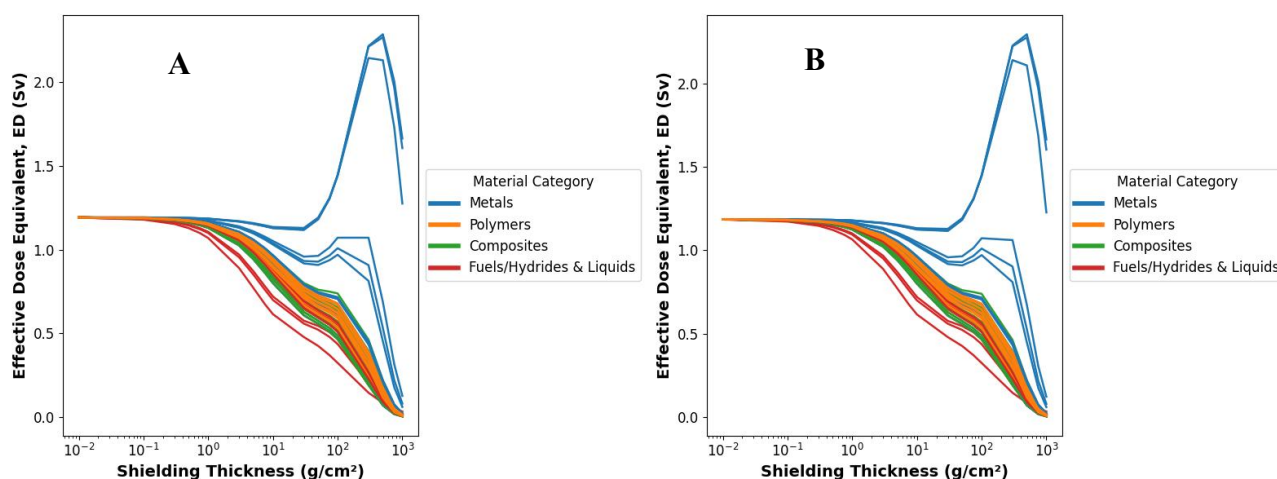 A
Effective Dose Equivalent, ED (Sv)
2.0
1.5
1.0
0.5
0.0
10⁻²
10⁻¹
10⁰
10¹
10²
10³
Shielding Thickness (g/cm²)
Material Category
Metals
Polymers
Composites
Fuels/Hydrides & Liquids
B
Effective Dose Equivalent, ED (Sv)
2.0
1.5
1.0
0.5
0.0
10⁻²
10⁻¹
10⁰
10¹
10²
10³
Shielding Thickness (g/cm²)
Material Category
Metals
Polymers
Composites
Fuels/Hydrides & Liquids